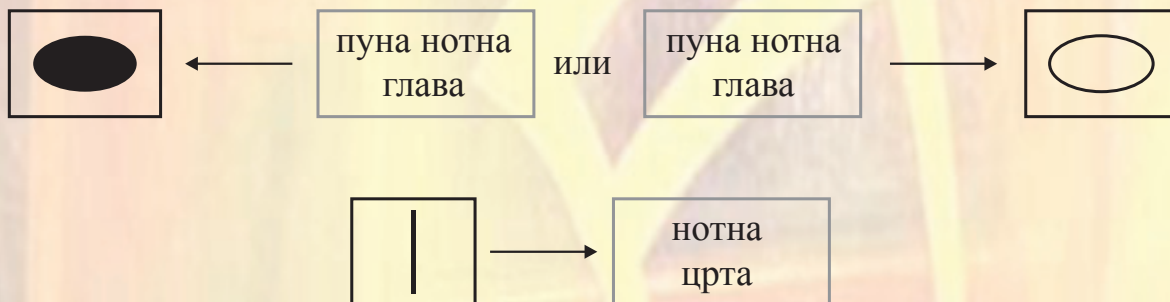 пуна нотна
глава
или
пуна нотна
глава
нотна
црта